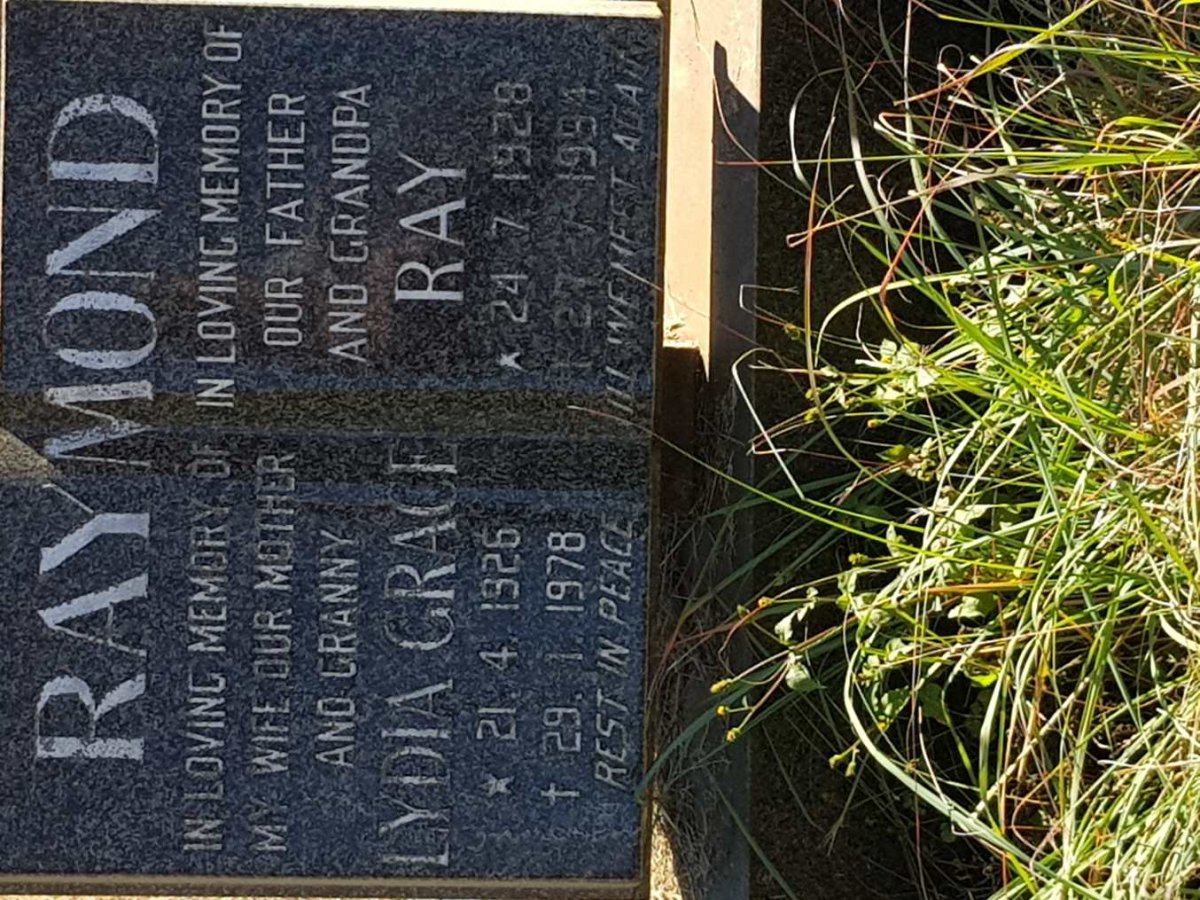 RAYMOND
IN LOVING MEMORY OF
MY WIFE OUR MOTHER
AND GRANNY
LYDIA GRACE
★ 21. 4. 1926
† 29. 1. 1978
REST IN PEACE
IN LOVING MEMORY OF
OUR FATHER
AND GRANDPA
RAY
★ 24 7 1928
† 27 1994
WE MEET AGAIN